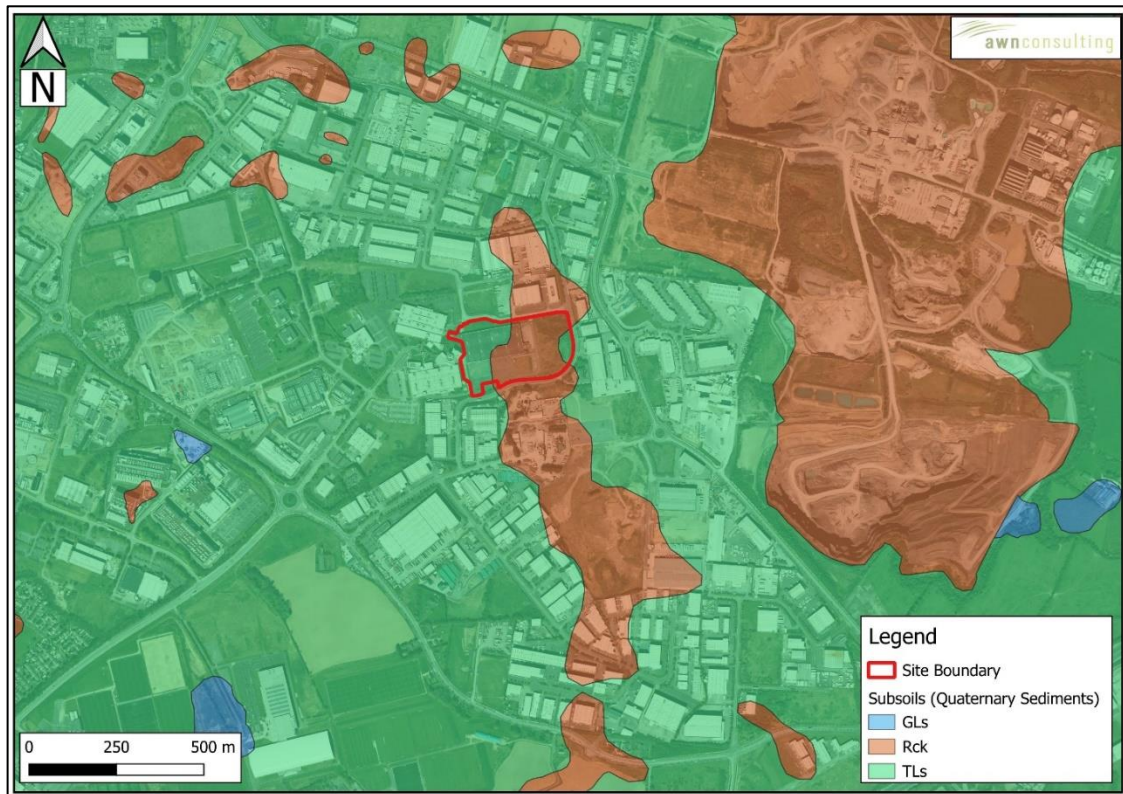 awnconsulting
N
Legend
Site Boundary
Subsoils (Quaternary Sediments)
GLs
Rck
TLs
0 250 500 m